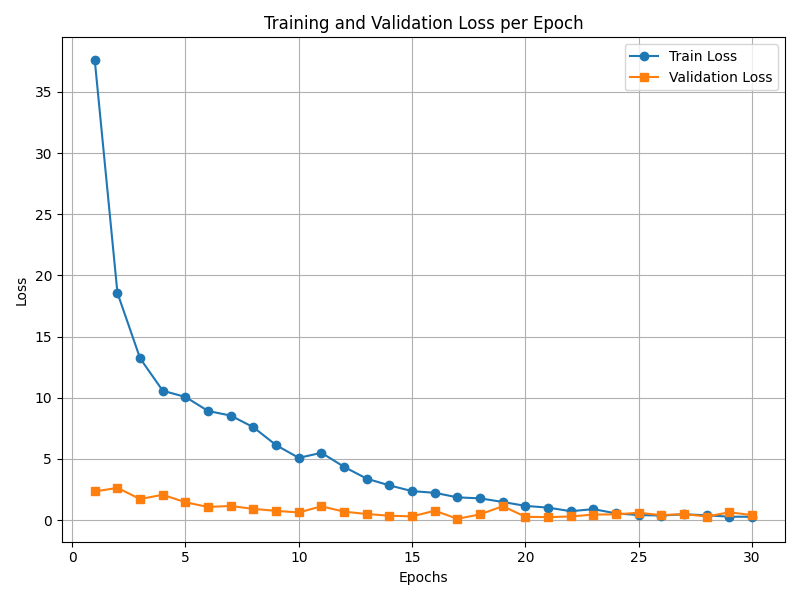 Training and Validation Loss per Epoch
Train Loss
Validation Loss
Loss
35
30
25
20
15
10
5
0
0 5 10 15 20 25 30
Epochs